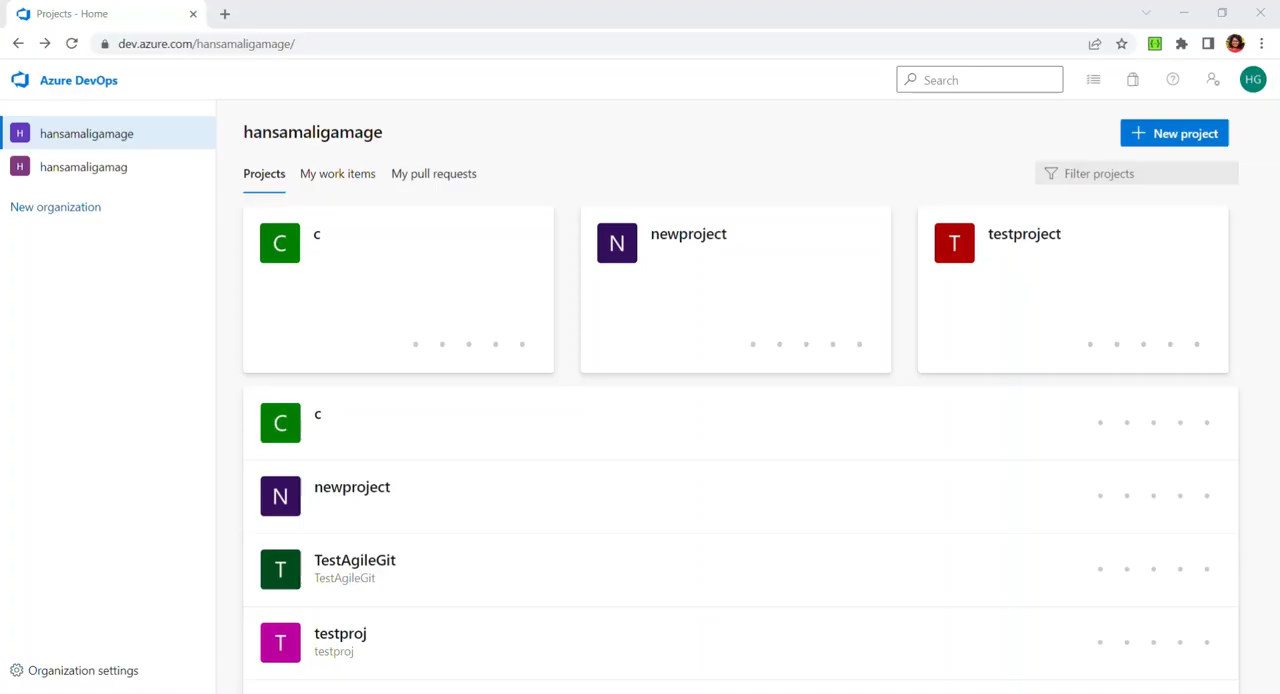 Projects - Home
dev.azure.com/hansamaligamage/
Azure DevOps
Search
HG
H hansamaligamage
H hansamaligamag
New organization
hansamaligamage
New project
Projects My work items My pull requests
Filter projects
C c
N newproject
T testproject
C c
N newproject
T TestAgileGit
TestAgileGit
T testproj
testproj
Organization settings